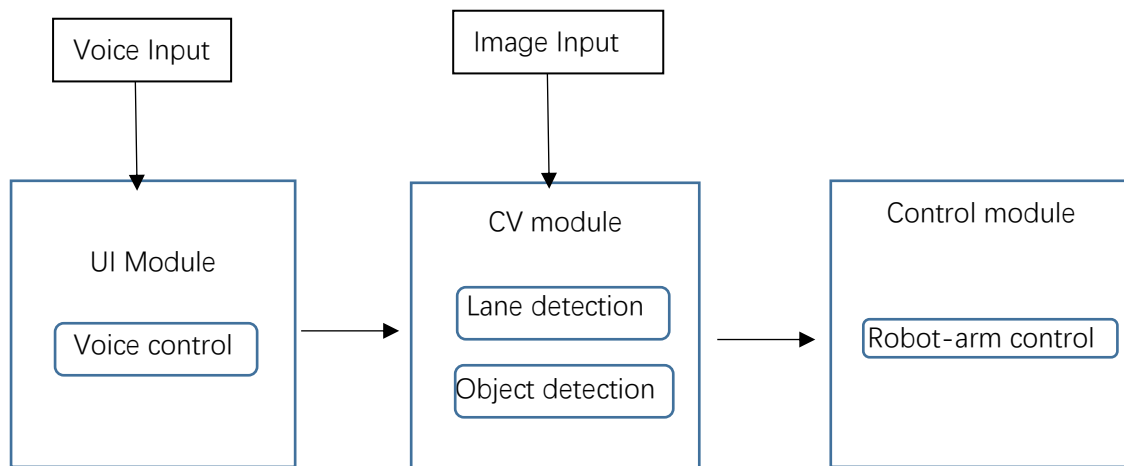 Voice Input
Image Input
UI Module
Voice control
CV module
Lane detection
Object detection
Control module
Robot-arm control